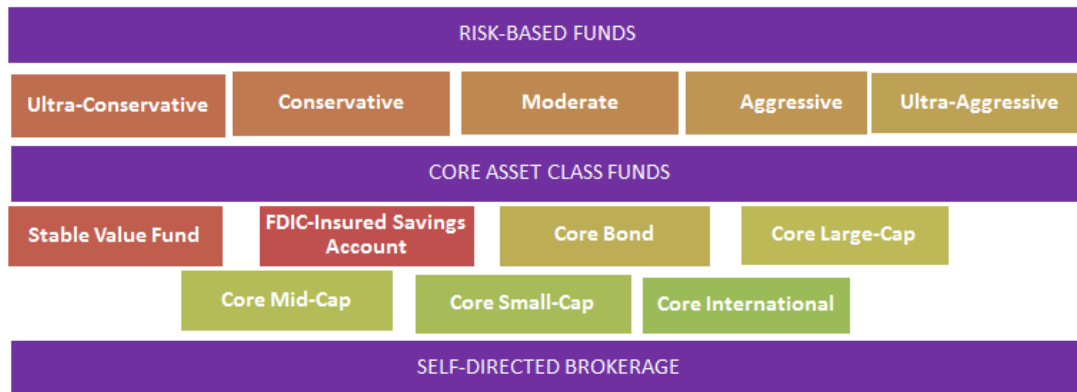 RISK-BASED FUNDS
Ultra-Conservative
Conservative
Moderate
Aggressive
Ultra-Aggressive
CORE ASSET CLASS FUNDS
Stable Value Fund
FDIC-Insured Savings
Account
Core Bond
Core Large-Cap
Core Mid-Cap
Core Small-Cap
Core International
SELF-DIRECTED BROKERAGE